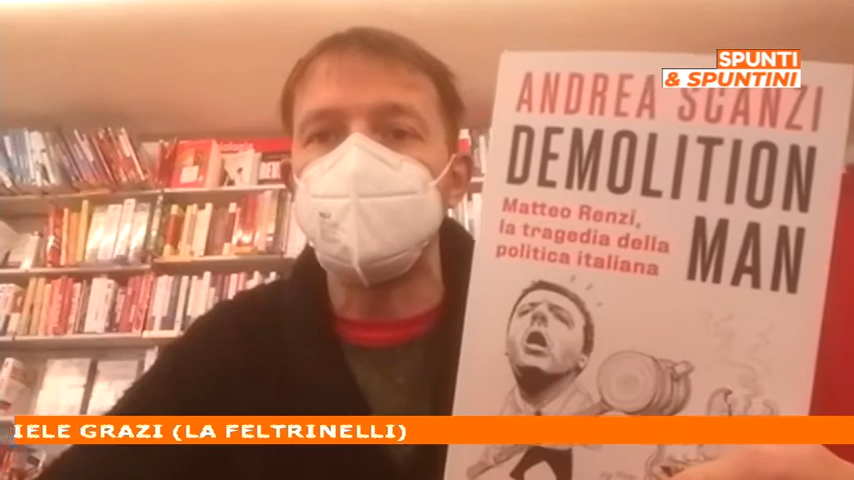 SPUNTI
& SPUNTINI
ANDREA SCANZI
DEMOLITION
MAN
Matteo Renzi,
la tragedia della
politica italiana
IELE GRAZI (LA FELTRINELLI)